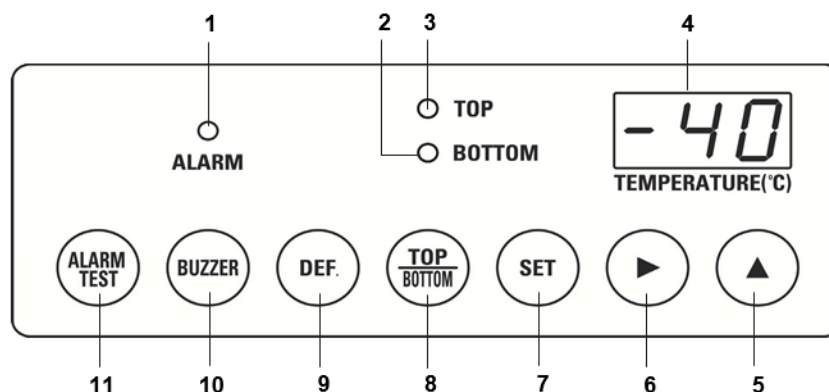 1
2
3
4
TOP
BOTTOM
ALARM
-40
TEMPERATURE(°C)
ALARM
TEST
BUZZER
DEF.
TOP
BOTTOM
SET
11
10
9
8
7
6
5